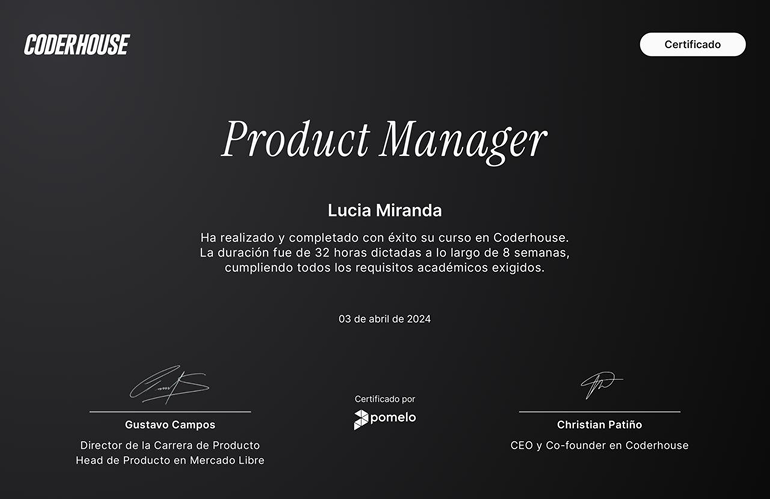 CODERHOUSE
Certificado
Product Manager
Lucia Miranda
Ha realizado y completado con éxito su curso en Coderhouse.
La duración fue de 32 horas dictadas a lo largo de 8 semanas,
cumpliendo todos los requisitos académicos exigidos.
03 de abril de 2024
Gustavo Campos
Director de la Carrera de Producto
Head de Producto en Mercado Libre
Certificado por
pomelo
Christian Patiño
CEO y Co-founder en Coderhouse